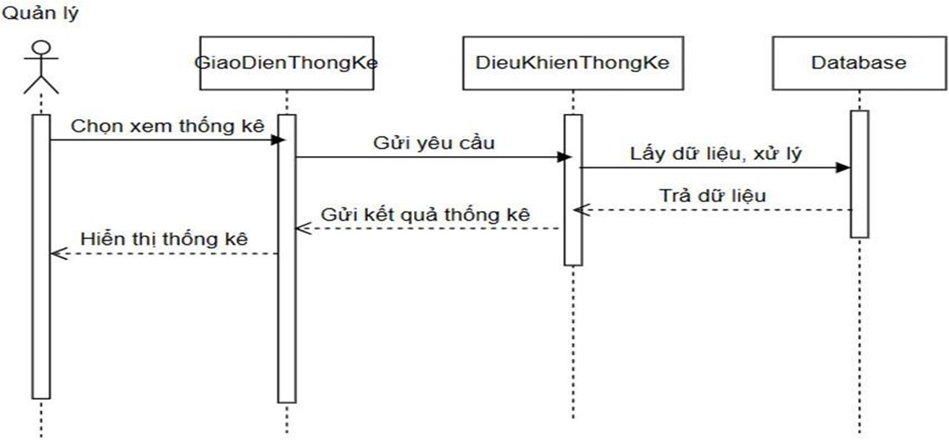 Quản lý
GiaoDienThongKe
DieuKhienThongKe
Database
Chọn xem thống kê
Gửi yêu cầu
Lấy dữ liệu, xử lý
Trả dữ liệu
Gửi kết quả thống kê
Hiển thị thống kê